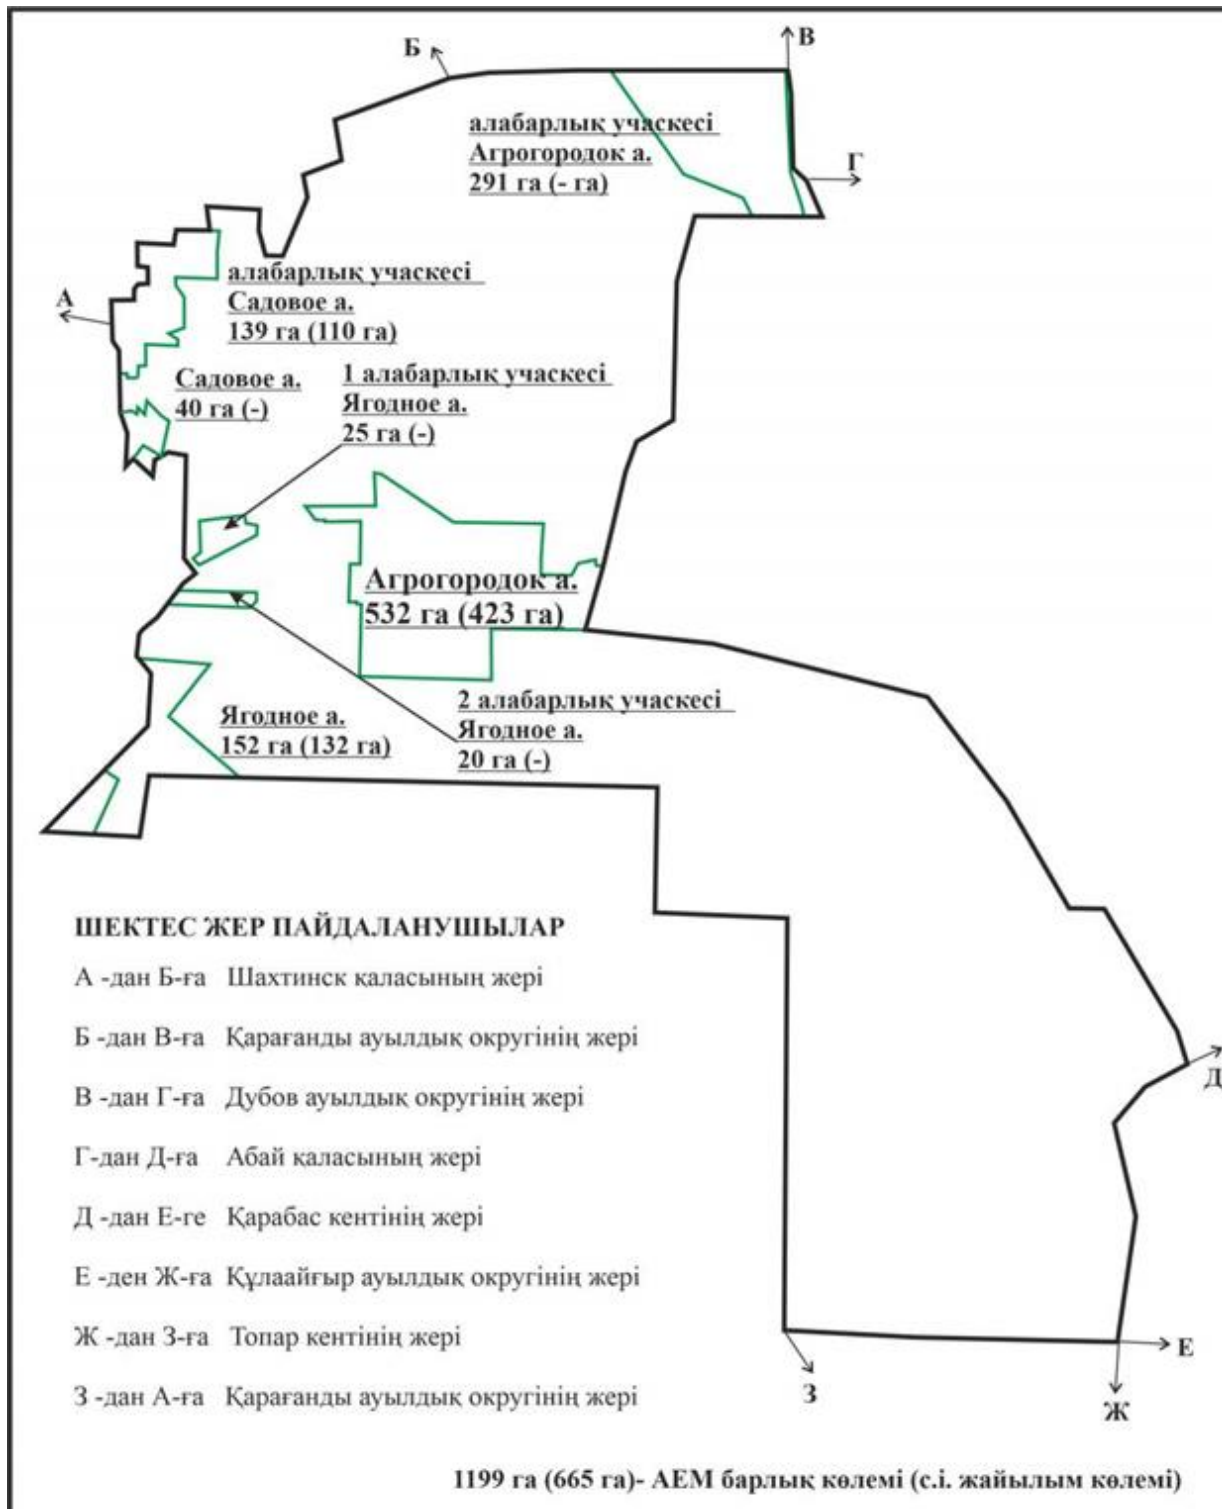 Б
В
алабарлық учаскесі
Агрогородок а.
291 га (- га)
Г
алабарлық учаскесі
Садовое а.
139 га (110 га)
А
Садовое а.
40 га (-)
1 алабарлық учаскесі
Ягодное а.
25 га (-)
Агрогородок а.
532 га (423 га)
Ягодное а.
152 га (132 га)
2 алабарлық учаскесі
Ягодное а.
20 га (-)
ШЕКТЕС ЖЕР ПАЙДАЛАНУШЫЛАР
А -дан Б-ға Шахтинск қаласының жері
Б -дан В-ға Қарағанды ауылдық округінің жері
В -дан Г-ға Дубов ауылдық округінің жері
Г-дан Д-ға Абай қаласының жері
Д -дан Е-ге Қарабас кентінің жері
Е -ден Ж-ға Құлаайғыр ауылдық округінің жері
Ж -дан З-ға Топар кентінің жері
З -дан А-ға Қарағанды ауылдық округінің жері
Д
Е
З
Ж
1199 га (665 га)- АЕМ барлық көлемі (с.і. жайылым көлемі)